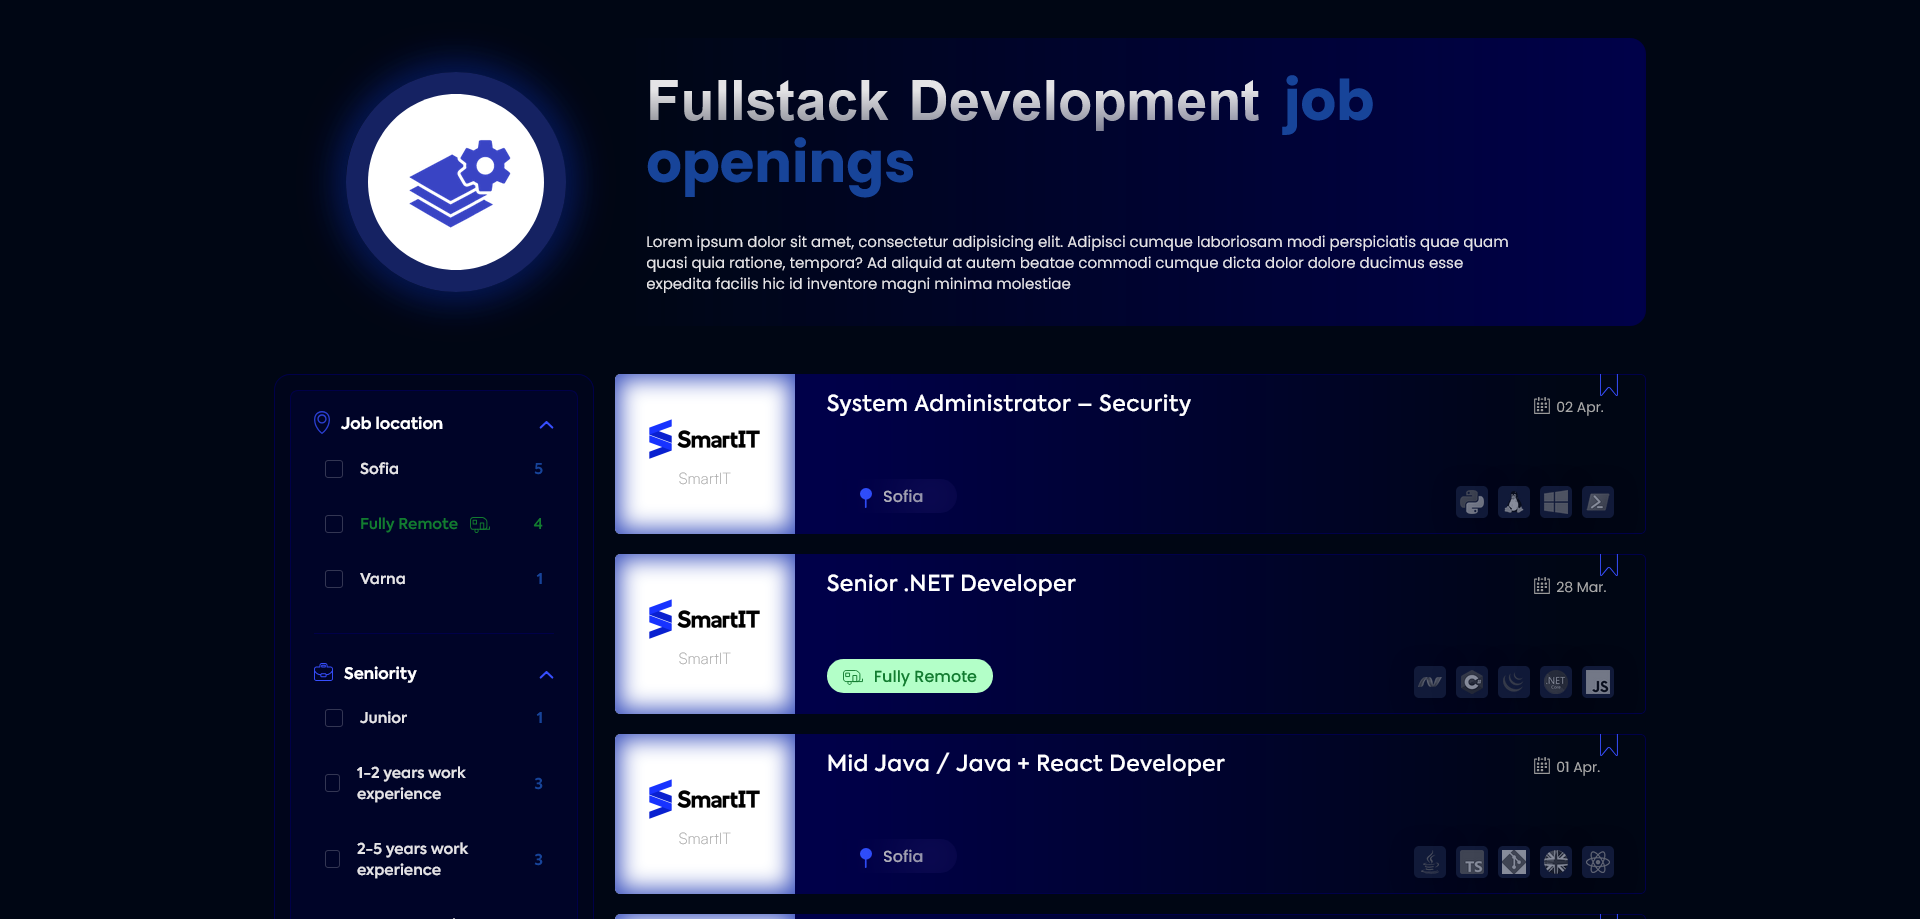 Fullstack Development job
openings
Lorem ipsum dolor sit amet, consectetur adipisicing elit. Adipisci cumque laboriosam modi perspiciatis quae quam
quasi quia ratione, tempora? Ad aliquid at autem beatae commodi cumque dicta dolor dolore ducimus esse
expedita facilis hic id inventore magni minima molestiae
Job location
Sofia 5
Fully Remote 4
Varna 1
Seniority
Junior 1
1-2 years work
experience 3
2-5 years work
experience 3
SmartIT
SmartIT
System Administrator – Security
02 Apr.
Sofia
SmartIT
SmartIT
Senior .NET Developer
28 Mar.
Fully Remote
.NET
JS
SmartIT
SmartIT
Mid Java / Java + React Developer
01 Apr.
Sofia
TS